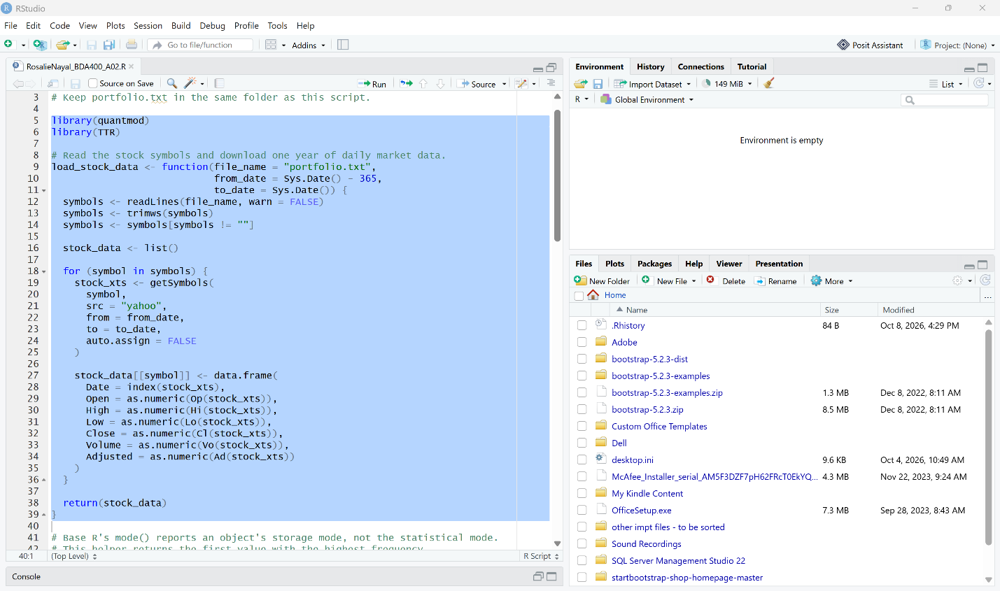 RStudio
File Edit Code View Plots Session Build Debug Profile Tools Help
Go to file/function Addins Posit Assistant Project: (None)
RosalieNayal_BDA400_A02.R
Source on Save Run Source
3 # Keep portfolio.txt in the same folder as this script.
4
5 library(quantmod)
6 library(TTR)
7
8 # Read the stock symbols and download one year of daily market data.
9 load_stock_data <- function(file_name = "portfolio.txt",
10 from_date = Sys.Date() - 365,
11 to_date = Sys.Date()) {
12 symbols <- readLines(file_name, warn = FALSE)
13 symbols <- trimws(symbols)
14 symbols <- symbols[symbols != ""]
15
16 stock_data <- list()
17
18 for (symbol in symbols) {
19 stock_xts <- getSymbols(
20 symbol,
21 src = "yahoo",
22 from = from_date,
23 to = to_date,
24 auto.assign = FALSE
25 )
26
27 stock_data[[symbol]] <- data.frame(
28 Date = index(stock_xts),
29 Open = as.numeric(Op(stock_xts)),
30 High = as.numeric(Hi(stock_xts)),
31 Low = as.numeric(Lo(stock_xts)),
32 Close = as.numeric(Cl(stock_xts)),
33 Volume = as.numeric(Vo(stock_xts)),
34 Adjusted = as.numeric(Ad(stock_xts))
35 )
36 }
37
38 return(stock_data)
39 }
40
41 # Base R's mode() reports an object's storage mode, not the statistical mode.
42 # This helper returns the first value with the highest frequency.
40:1 (Top Level) R Script
Console
Environment History Connections Tutorial
Import Dataset 149 MiB List
R Global Environment
Environment is empty
Files Plots Packages Help Viewer Presentation
New Folder New File Delete Rename More
Home ...
Name Size Modified
.Rhistory 84 B Oct 8, 2026, 4:29 PM
Adobe
bootstrap-5.2.3-dist
bootstrap-5.2.3-examples
bootstrap-5.2.3-examples.zip 1.3 MB Dec 8, 2022, 8:11 AM
bootstrap-5.2.3.zip 8.5 MB Dec 8, 2022, 8:11 AM
Custom Office Templates
Dell
desktop.ini 9.6 KB Oct 4, 2026, 10:49 AM
McAfee_Installer_serial_AM5F3DZF7pH62FRcT0EkYQ... 4.3 MB Nov 22, 2023, 9:24 AM
My Kindle Content
OfficeSetup.exe 7.3 MB Sep 28, 2023, 8:43 AM
other impt files - to be sorted
Sound Recordings
SQL Server Management Studio 22
startbootstrap-shop-homepage-master